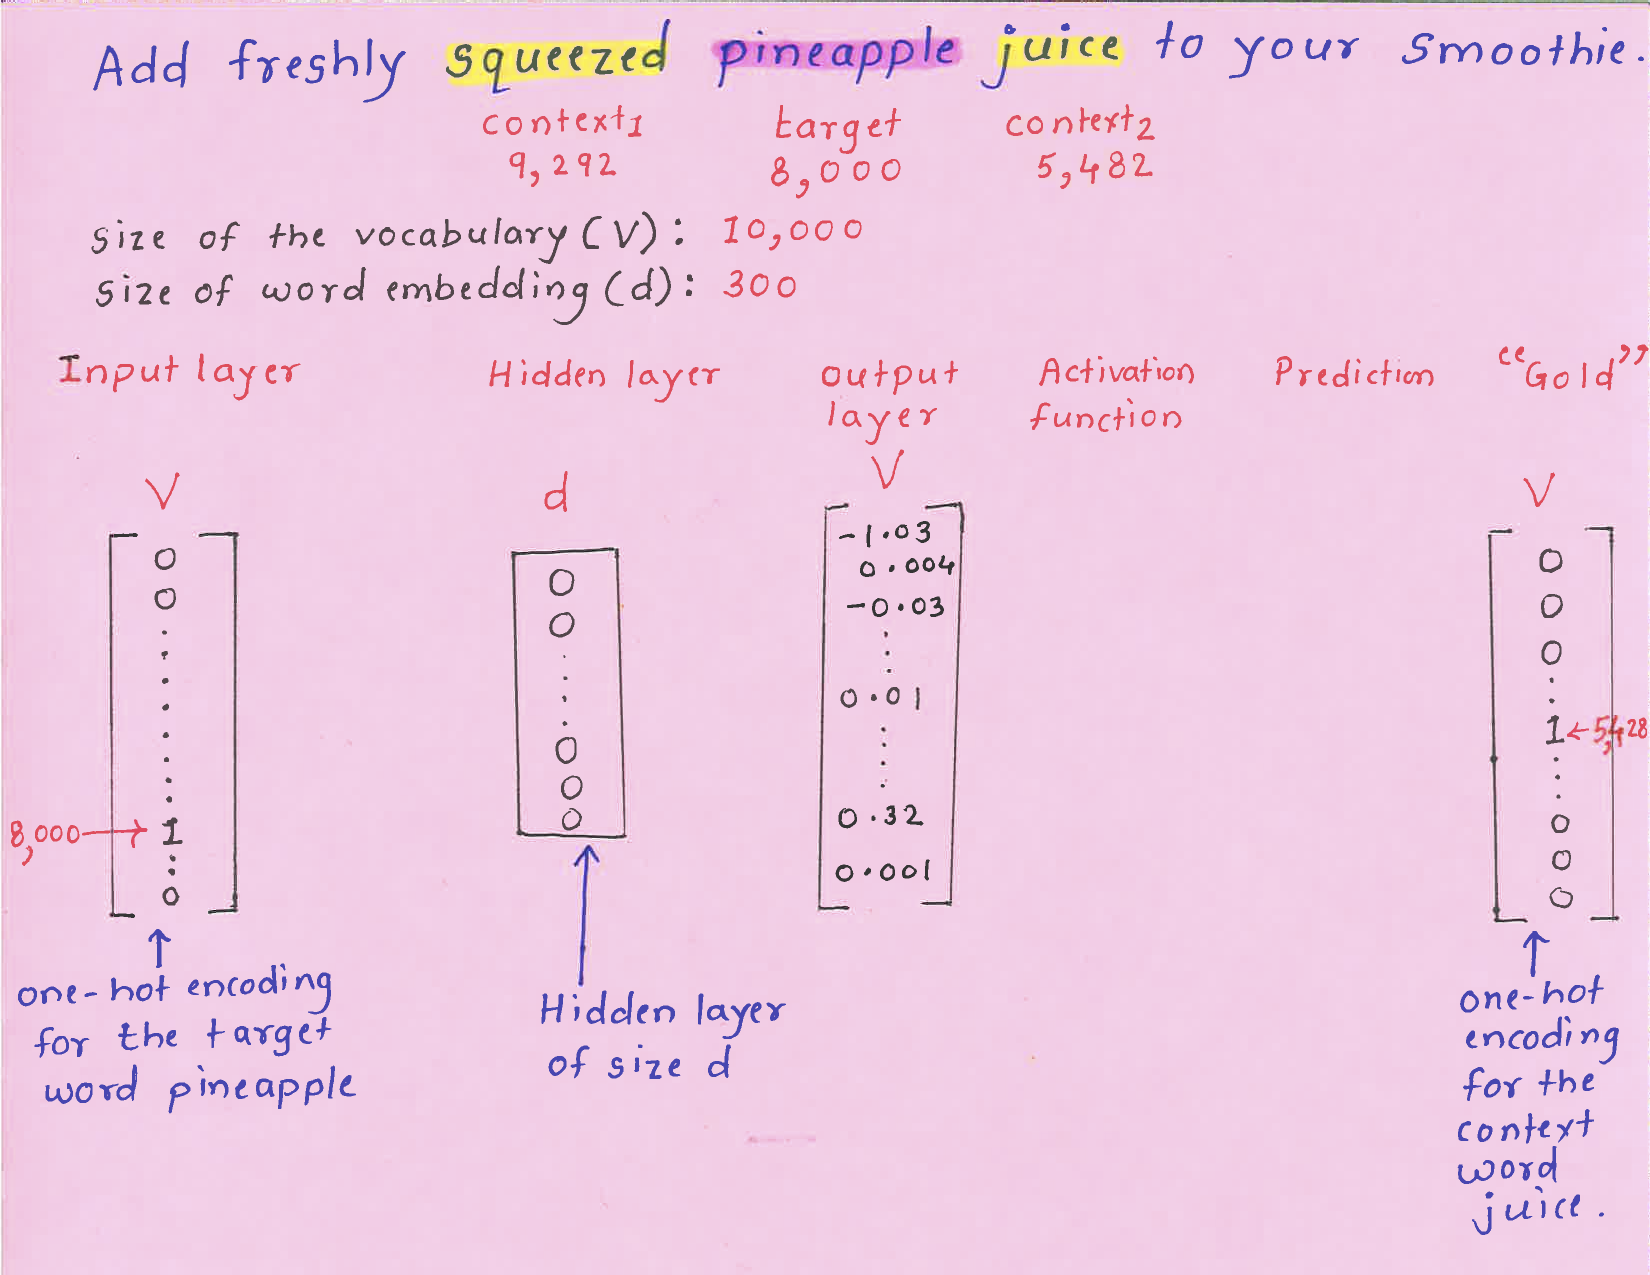 Add freshly squeezed pineapple juice to your smoothie.
context1 target context2
9,292 8,000 5,482
size of the vocabulary (V): 10,000
size of word embedding (d): 300
Input layer Hidden layer output layer Activation function Prediction "Gold"
V
0
0
.
.
.
.
.
.
.
.
8,000 → 1
:
.
0
one-hot encoding
for the target
word pineapple
d
0
0
.
.
.
.
0
0
0
Hidden layer
of size d
V
-1.03
0.004
-0.03
.
.
.
0.01
.
.
.
.
0.32
0.001
V
0
0
0
.
.
1 ← 5,428
.
.
.
0
0
0
one-hot
encoding
for the
context
word
juice.